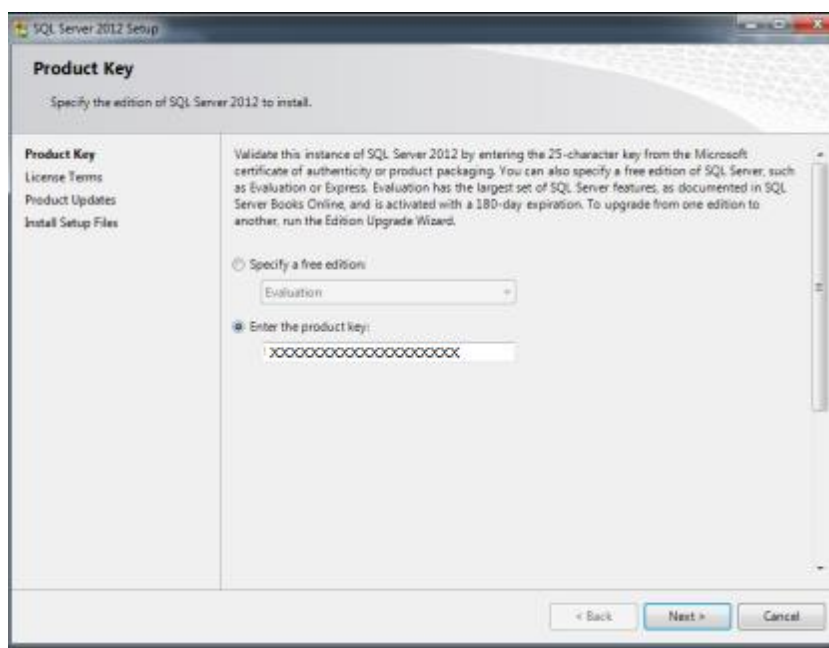 SQL Server 2012 Setup
Product Key
Specify the edition of SQL Server 2012 to install.
Product Key
License Terms
Product Updates
Install Setup Files
Validate this instance of SQL Server 2012 by entering the 25-character key from the Microsoft
certificate of authenticity or product packaging. You can also specify a free edition of SQL Server, such
as Evaluation or Express. Evaluation has the largest set of SQL Server features, as documented in SQL
Server Books Online, and is activated with a 180-day expiration. To upgrade from one edition to
another, run the Edition Upgrade Wizard.
Specify a free edition:
Evaluation
Enter the product key:
XXXXXXXXXXXXXXXXXXXXX
< Back
Next >
Cancel